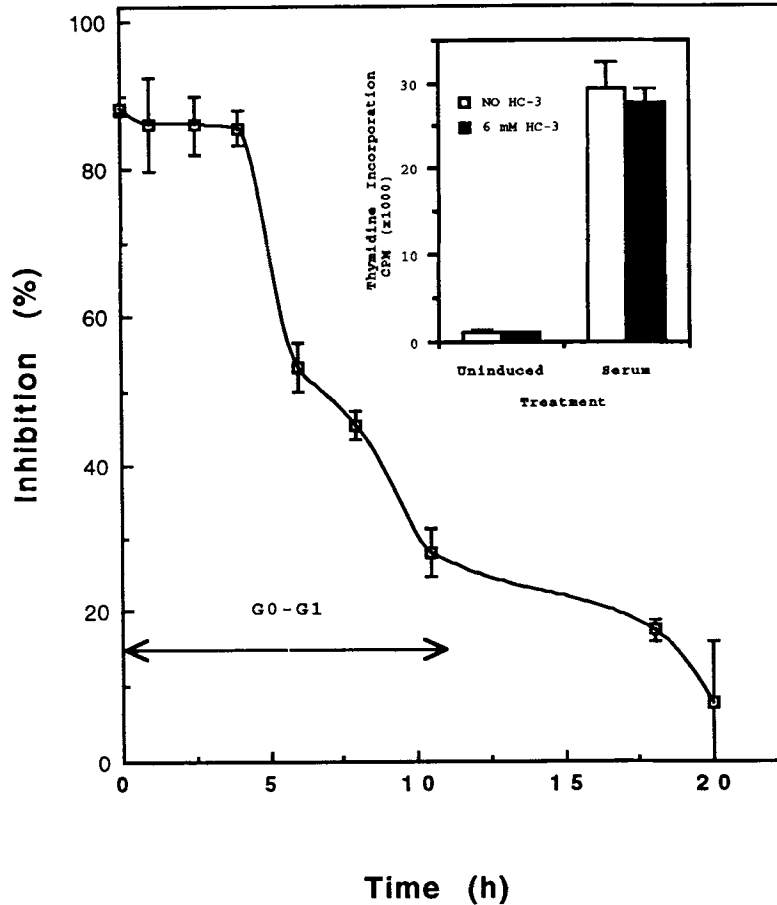 100
80
60
40
20
0
Inhibition (%)
0 5 10 15 20
Time (h)
G0-G1
30
20
10
0
Thymidine Incorporation
CPM (x1000)
NO HC-3
6 mM HC-3
Uninduced Serum
Treatment